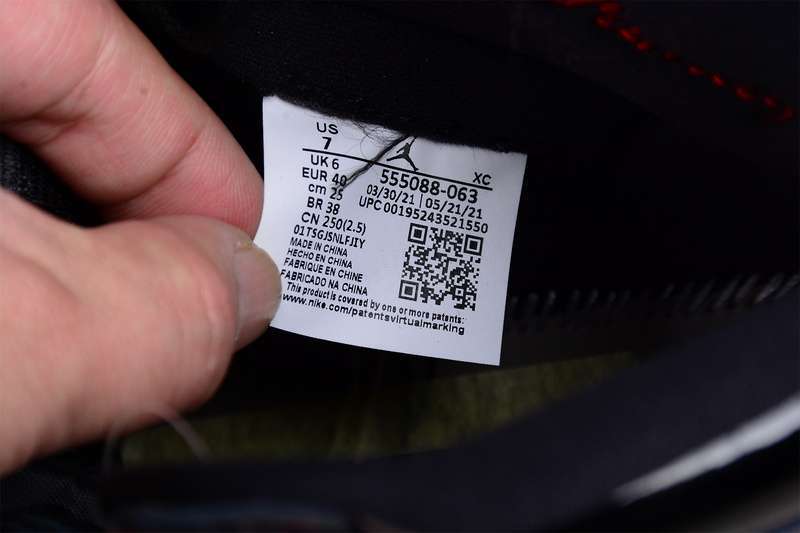 US
7
UK 6
EUR 40
cm 25
BR 38
CN 250(2.5)
01TSGJSNLFJIY
MADE IN CHINA
HECHO EN CHINA
FABRIQUE EN CHINE
FABRICADO NA CHINA
This product is covered by one or more patents:
www.nike.com/patentsvirtualmarking
XC
555088-063
03/30/21 | 05/21/21
UPC 00195243521550